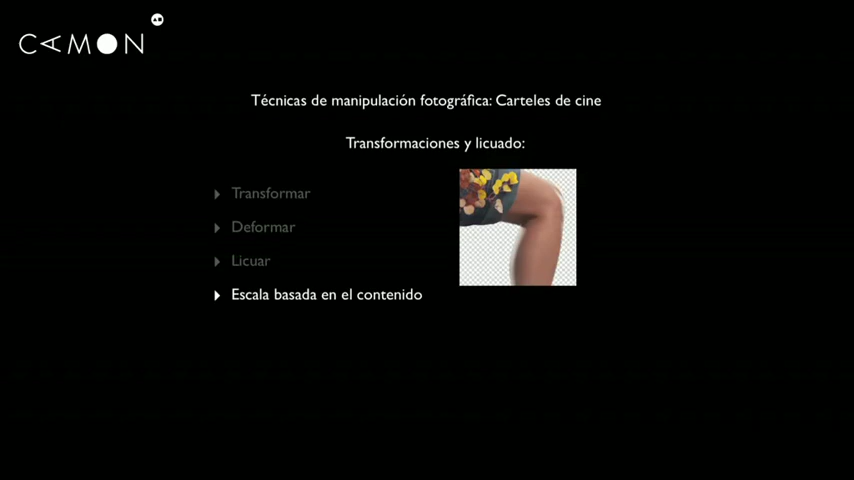 CAMON
Técnicas de manipulación fotográfica: Carteles de cine
Transformaciones y licuado:
Transformar
Deformar
Licuar
Escala basada en el contenido